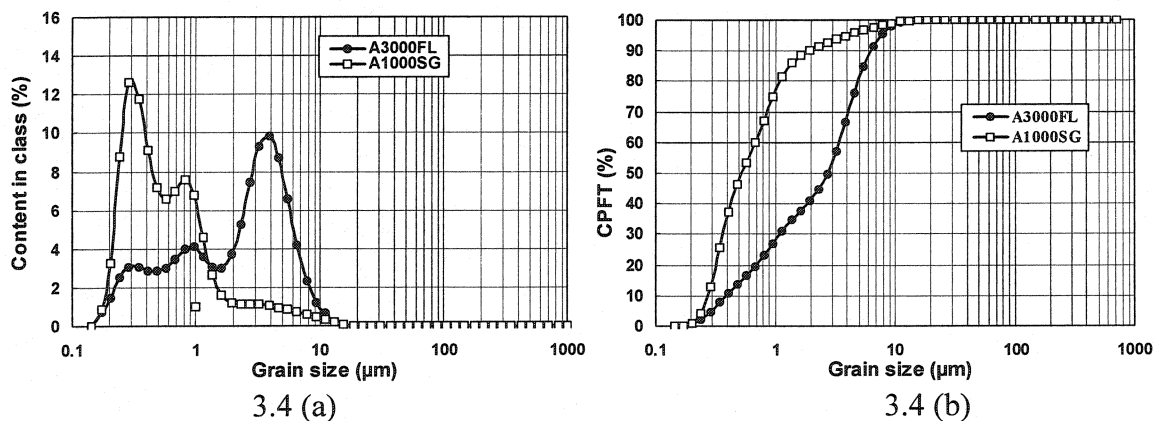 16
14
12
10
8
6
4
2
0
Content in class (%)
A3000FL
A1000SG
0.1 1 10 100 1000
Grain size (µm)
3.4 (a)
100
90
80
70
60
50
40
30
20
10
0
CPFT (%)
A3000FL
A1000SG
0.1 1 10 100 1000
Grain size (µm)
3.4 (b)